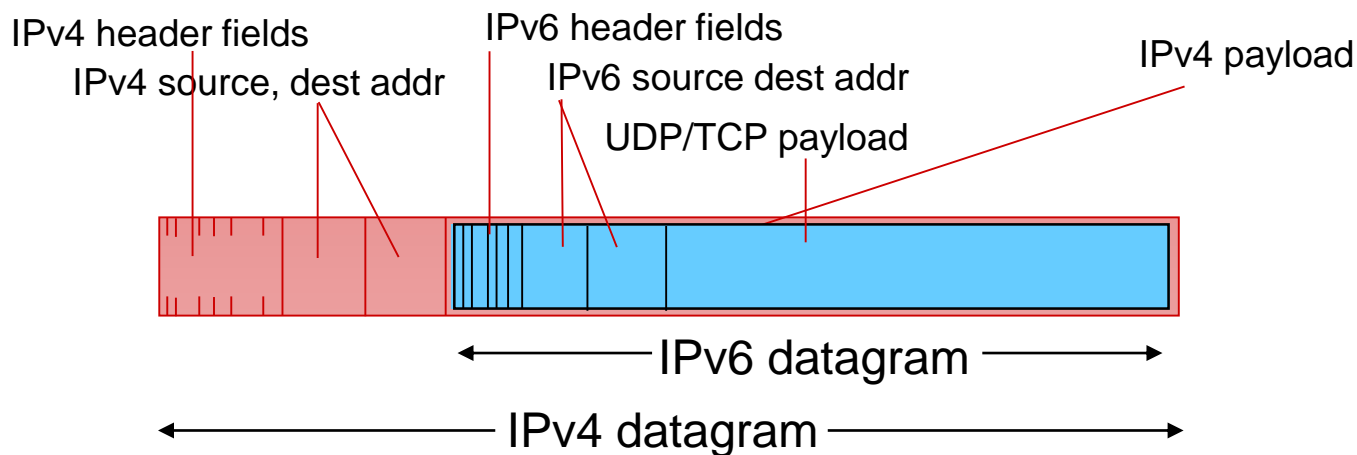 IPv4 header fields
IPv6 header fields
IPv4 payload
IPv4 source, dest addr
IPv6 source dest addr
UDP/TCP payload
IPv6 datagram
IPv4 datagram